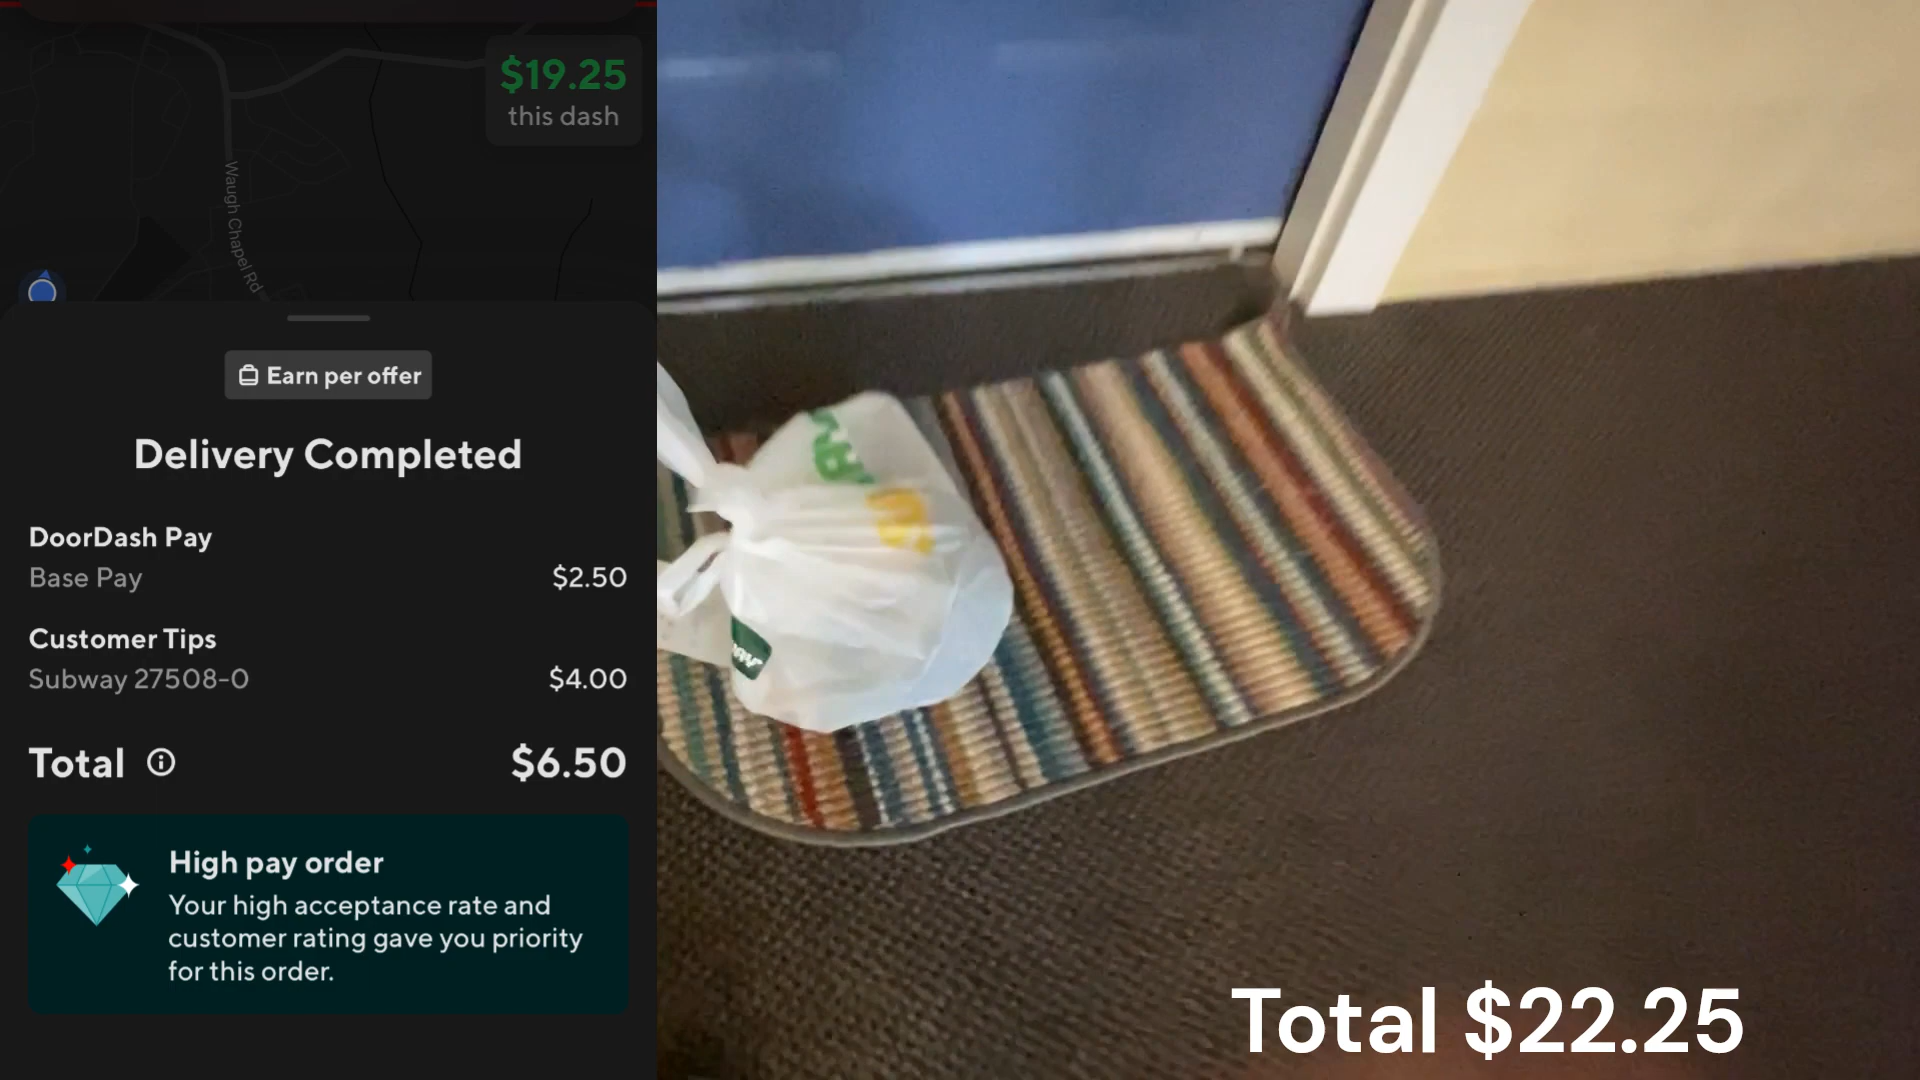 $19.25
this dash
Waugh Chapel Rd
Earn per offer
Delivery Completed
DoorDash Pay
Base Pay $2.50
Customer Tips
Subway 27508-0 $4.00
Total $6.50
High pay order
Your high acceptance rate and
customer rating gave you priority
for this order.
Total $22.25